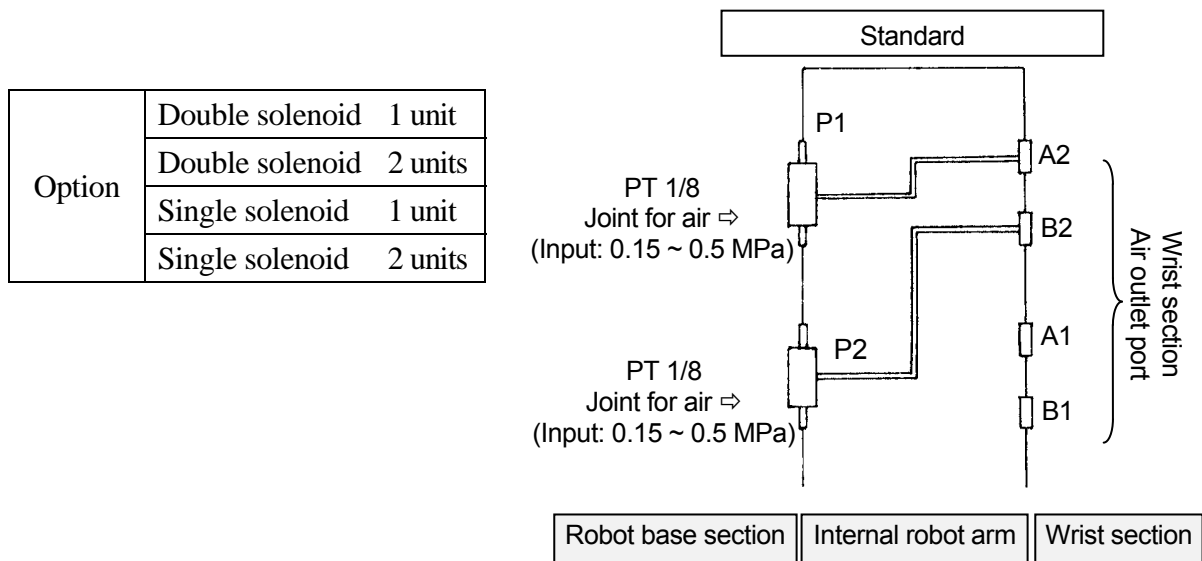 Option
Double solenoid 1 unit
Double solenoid 2 units
Single solenoid 1 unit
Single solenoid 2 units
Standard
P1
A2
PT 1/8
Joint for air ⇨
(Input: 0.15 ~ 0.5 MPa)
B2
Wrist section
Air outlet port
A1
P2
PT 1/8
Joint for air ⇨
(Input: 0.15 ~ 0.5 MPa)
B1
Robot base section
Internal robot arm
Wrist section